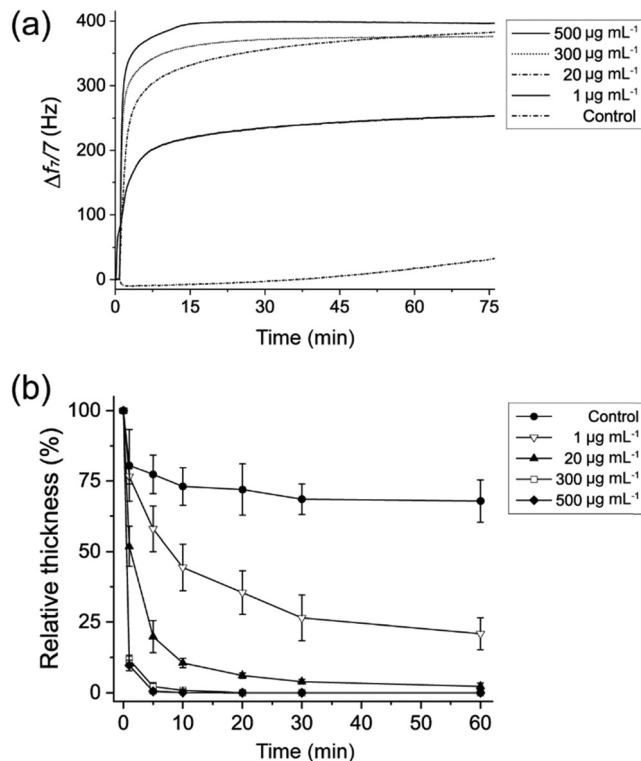 (a)
400
300
200
100
0
Δf₇/7 (Hz)
0 15 30 45 60 75
Time (min)
500 µg mL⁻¹
300 µg mL⁻¹
20 µg mL⁻¹
1 µg mL⁻¹
Control
(b)
100
75
50
25
0
Relative thickness (%)
0 10 20 30 40 50 60
Time (min)
Control
1 µg mL⁻¹
20 µg mL⁻¹
300 µg mL⁻¹
500 µg mL⁻¹